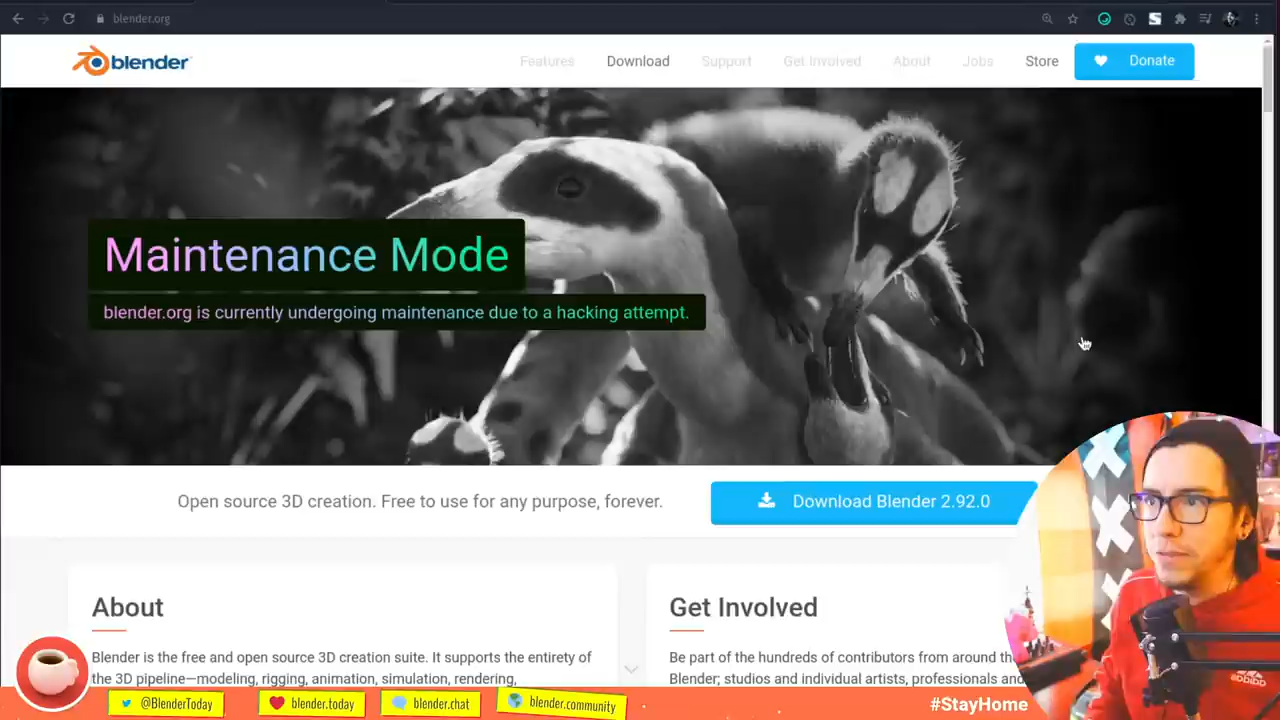 blender.org
blender
Features
Download
Support
Get Involved
About
Jobs
Store
Donate
Maintenance Mode
blender.org is currently undergoing maintenance due to a hacking attempt.
Open source 3D creation. Free to use for any purpose, forever.
Download Blender 2.92.0
About
Blender is the free and open source 3D creation suite. It supports the entirety of
the 3D pipeline—modeling, rigging, animation, simulation, rendering,
Get Involved
Be part of the hundreds of contributors from around
Blender; studios and individual artists, professionals and
@BlenderToday
blender.today
blender.chat
blender.community
#StayHome
adidas